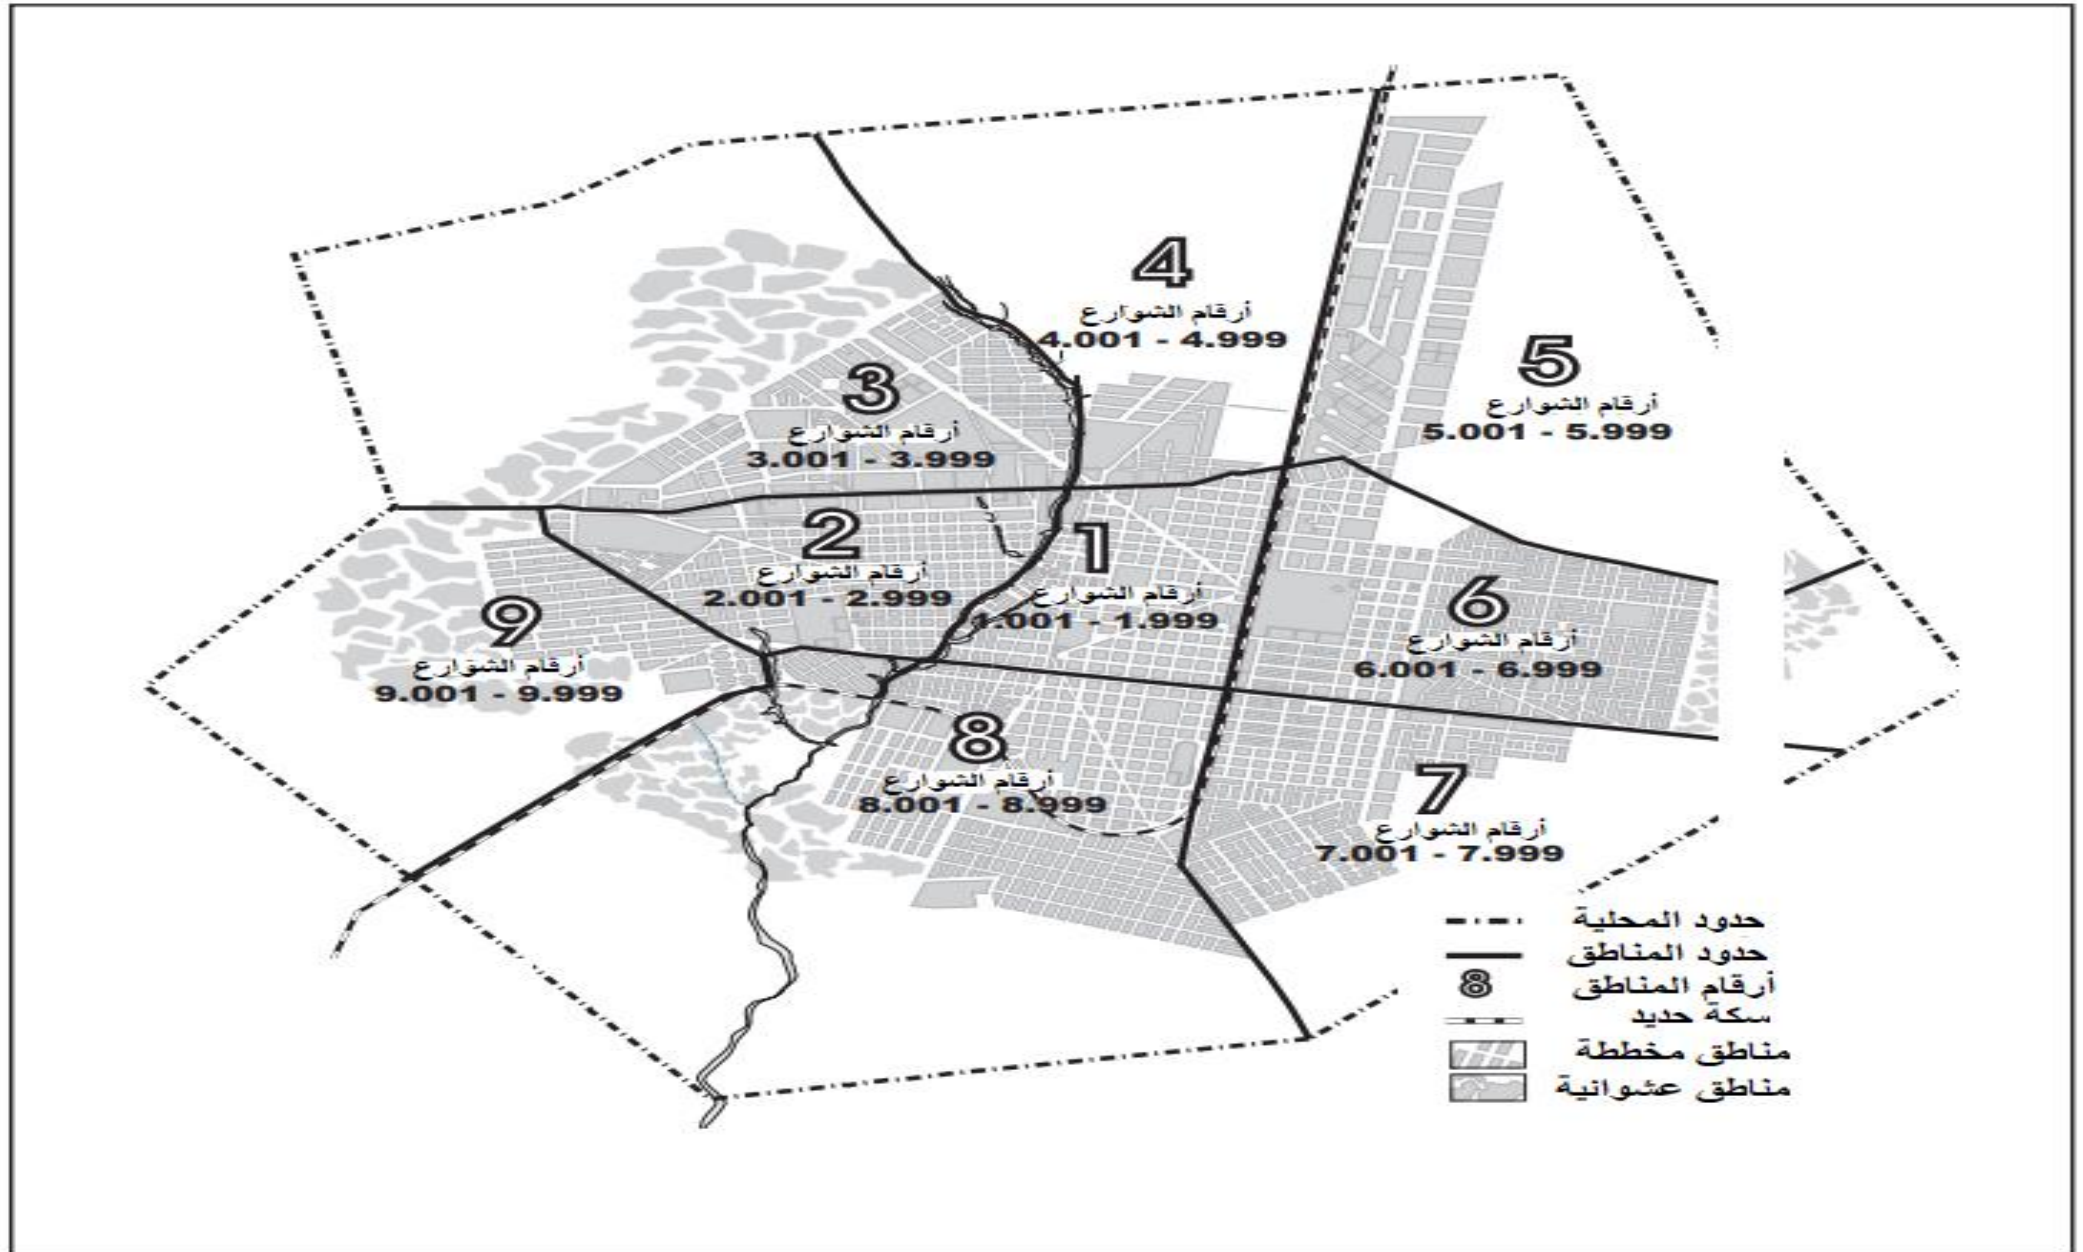 4
أرقام الشوارع
4.001 - 4.999
5
أرقام الشوارع
5.001 - 5.999
3
أرقام الشوارع
3.001 - 3.999
2
أرقام الشوارع
2.001 - 2.999
1
أرقام الشوارع
1.001 - 1.999
6
أرقام الشوارع
6.001 - 6.999
9
أرقام الشوارع
9.001 - 9.999
8
أرقام الشوارع
8.001 - 8.999
7
أرقام الشوارع
7.001 - 7.999
حدود المحلية
حدود المناطق
8 أرقام المناطق
سكة حديد
مناطق مخططة
مناطق عشوائية